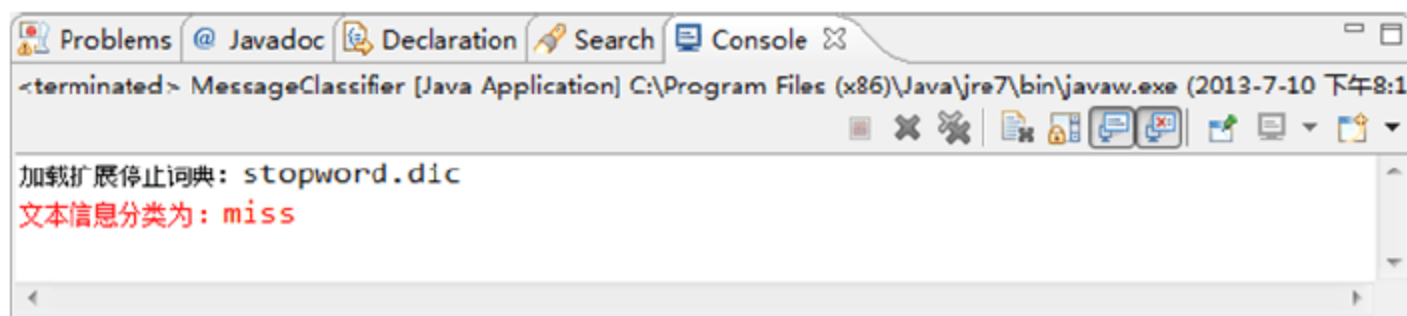 Problems @ Javadoc Declaration Search Console
<terminated> MessageClassifier [Java Application] C:\Program Files (x86)\Java\jre7\bin\javaw.exe (2013-7-10 下午8:1
加载扩展停止词典：stopword.dic
文本信息分类为：miss